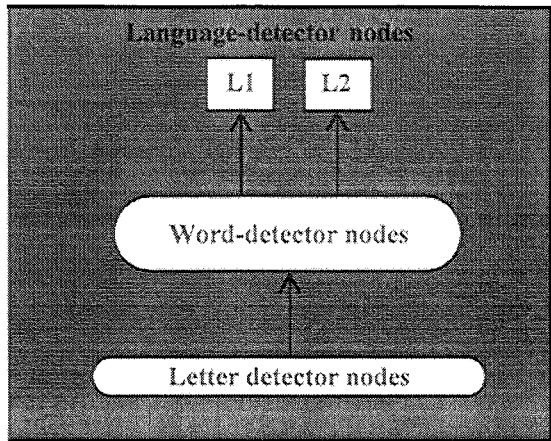 Language-detector nodes
L1 L2
Word-detector nodes
Letter detector nodes